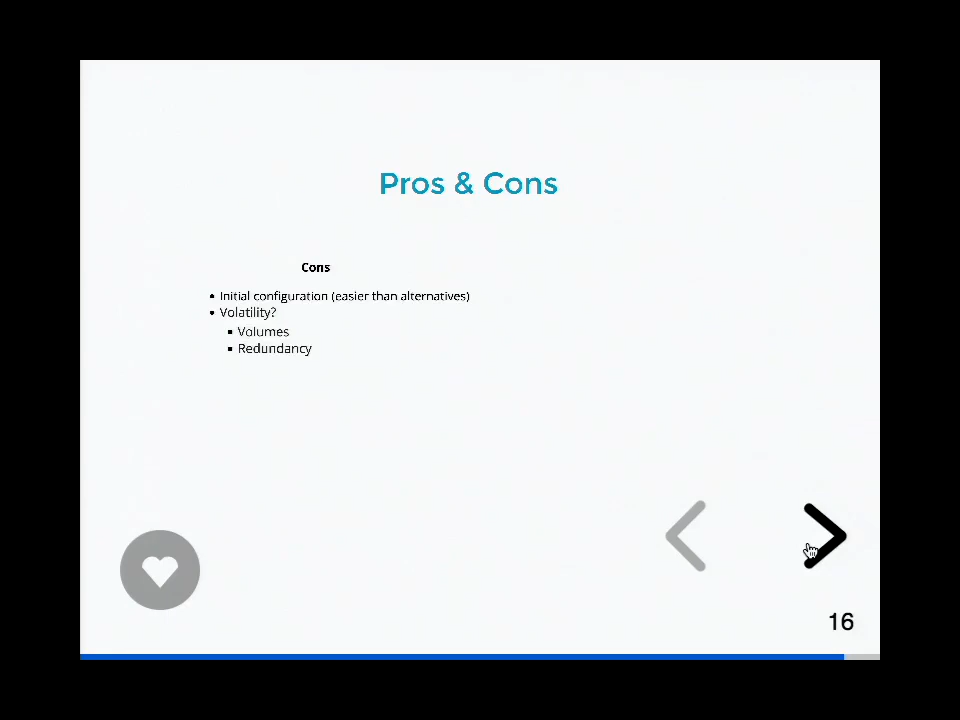 Pros & Cons
Cons
Initial configuration (easier than alternatives)
Volatility?
Volumes
Redundancy
16